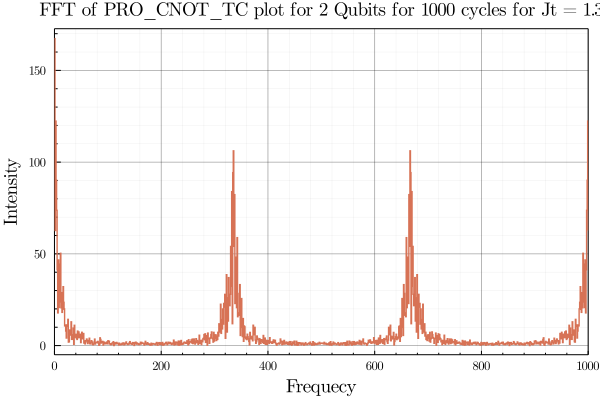 FFT of PRO_CNOT_TC plot for 2 Qubits for 1000 cycles for Jt = 1.3
Intensity
150
100
50
0
0 200 400 600 800 1000
Frequecy